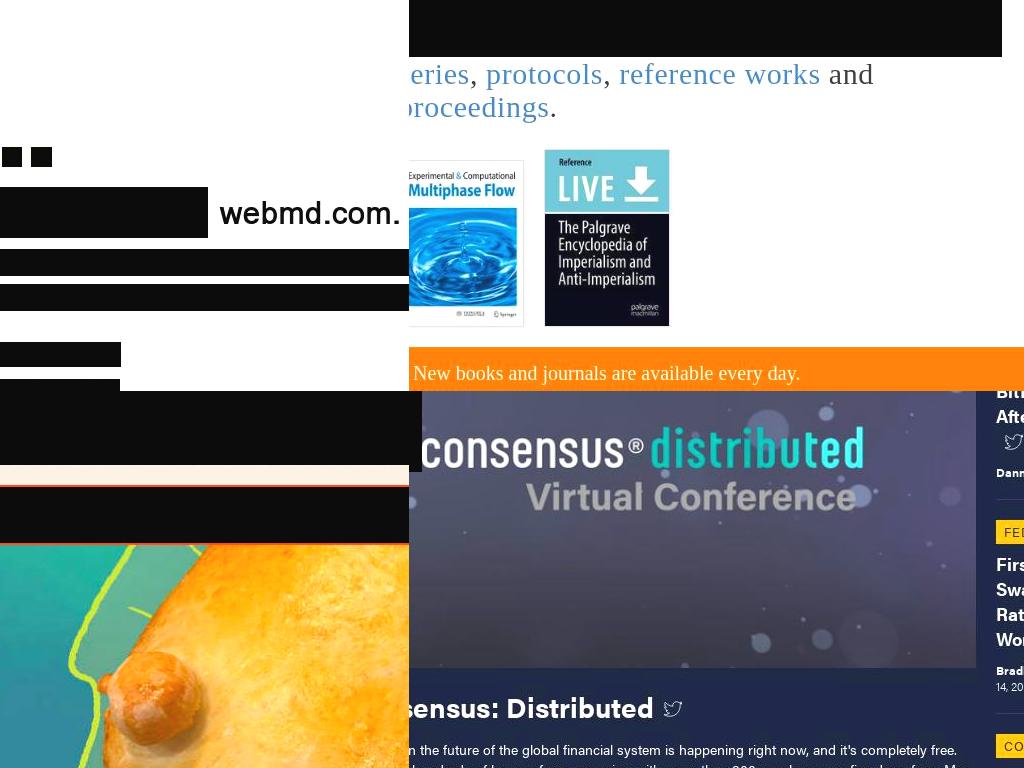 webmd.com.
eries, protocols, reference works and
proceedings.
Experimental & Computational
Multiphase Flow
Springer
Reference
LIVE
The Palgrave
Encyclopedia of
Imperialism and
Anti-Imperialism
palgrave
macmillan
New books and journals are available every day.
consensus® distributed
Virtual Conference
sensus: Distributed
n the future of the global financial system is happening right now, and it's completely free.
Afte
Dann
FED
Firs
Swa
Rat
Wor
Brad
14, 20
CO